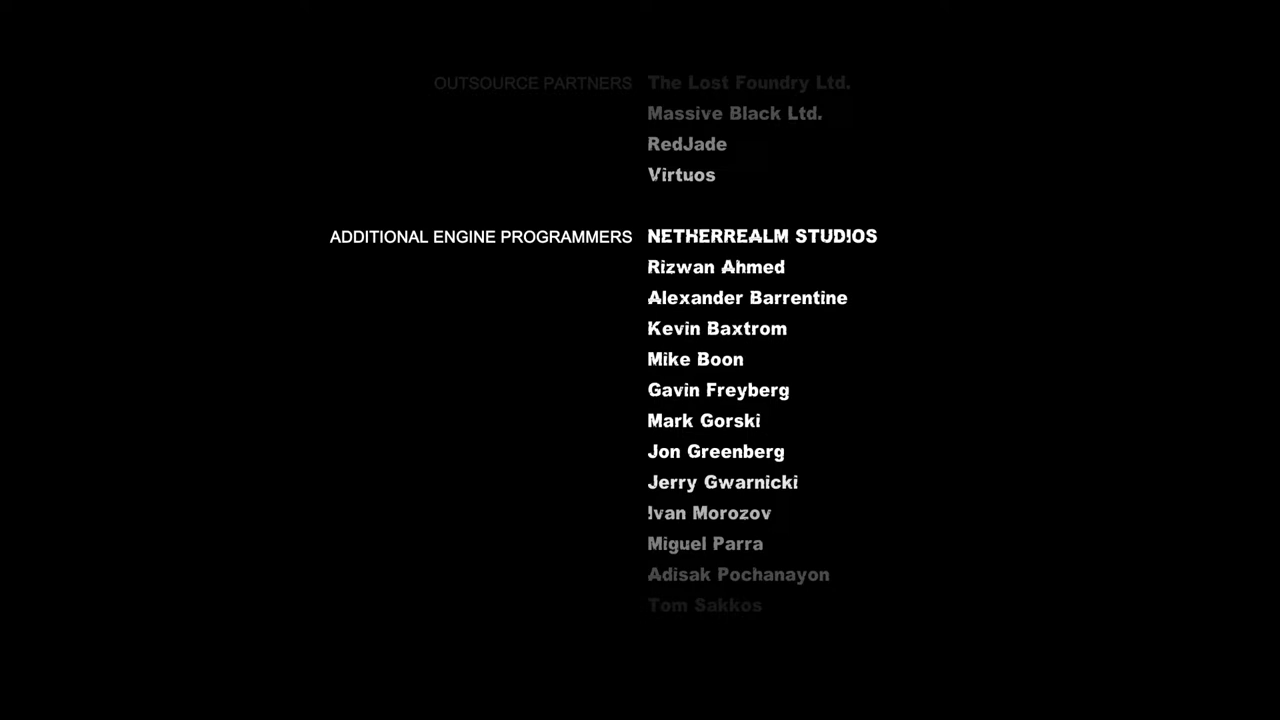 OUTSOURCE PARTNERS The Lost Foundry Ltd.
Massive Black Ltd.
RedJade
Virtuos
ADDITIONAL ENGINE PROGRAMMERS NETHERREALM STUDIOS
Rizwan Ahmed
Alexander Barrentine
Kevin Baxtrom
Mike Boon
Gavin Freyberg
Mark Gorski
Jon Greenberg
Jerry Gwarnicki
Ivan Morozov
Miguel Parra
Adisak Pochanayon
Tom Sakkos